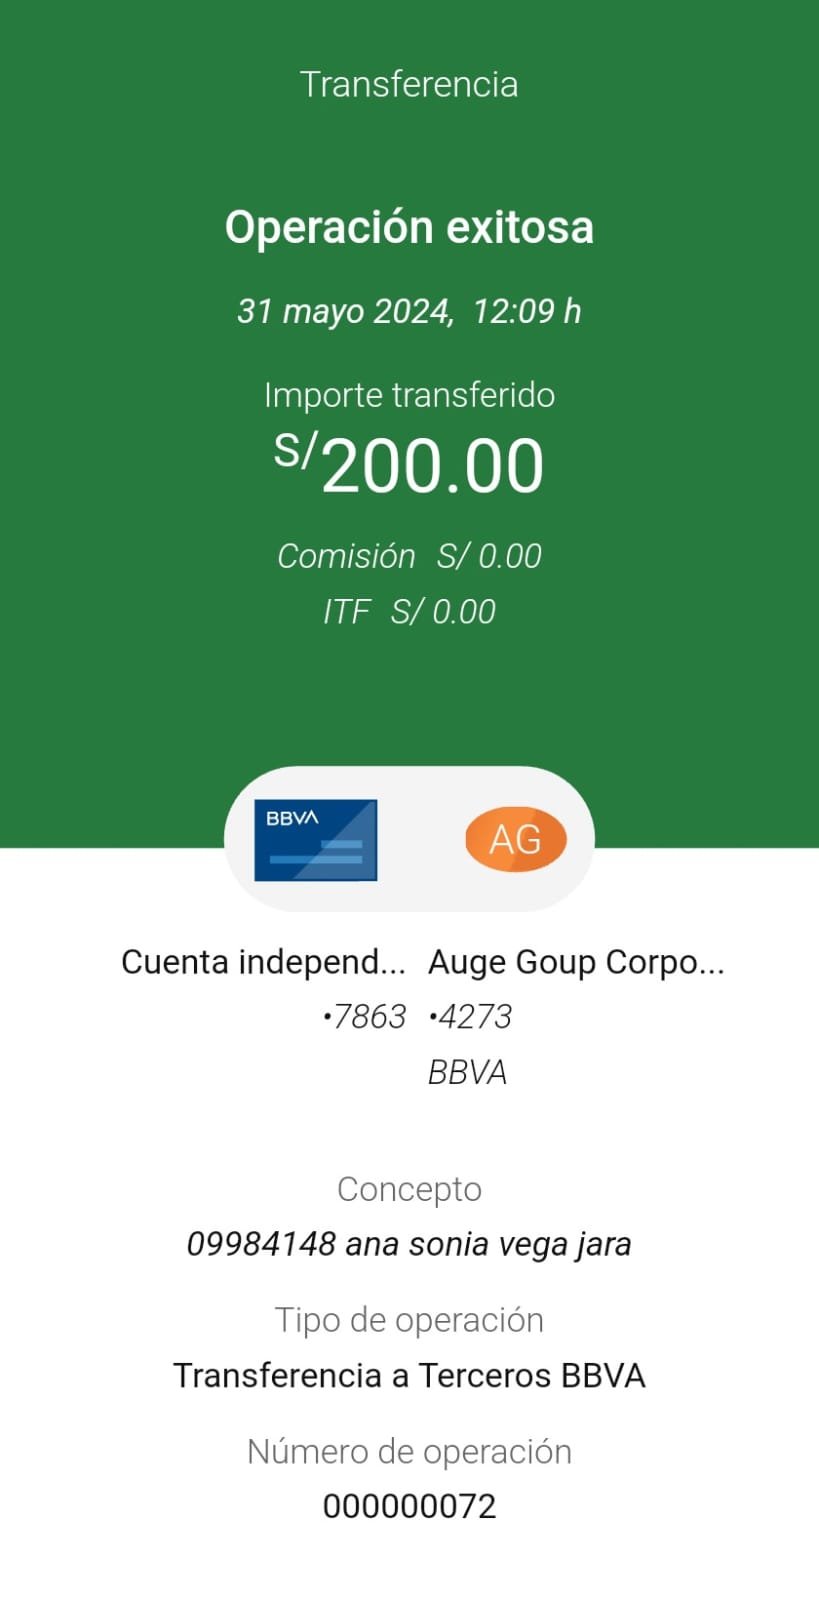 Transferencia
Operación exitosa
31 mayo 2024, 12:09 h
Importe transferido
S/200.00
Comisión S/ 0.00
ITF S/ 0.00
BBVA AG
Cuenta independ... Auge Goup Corpo...
•7863 •4273
BBVA
Concepto
09984148 ana sonia vega jara
Tipo de operación
Transferencia a Terceros BBVA
Número de operación
000000072